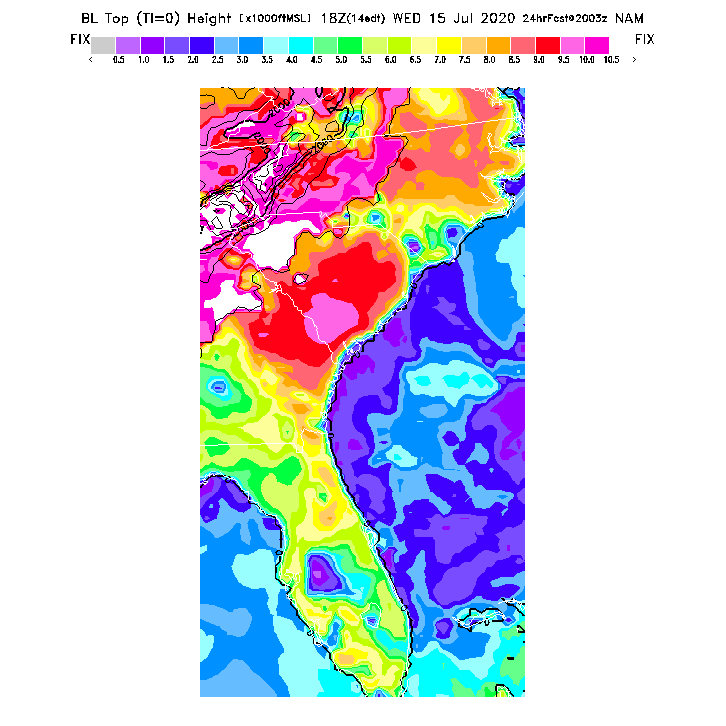 BL Top (TI=0) Height [x1000ftMSL] 18Z(14edt) WED 15 Jul 2020 24hrFcst@2003z NAM
FIX FIX
< 0.5 1.0 1.5 2.0 2.5 3.0 3.5 4.0 4.5 5.0 5.5 6.0 6.5 7.0 7.5 8.0 8.5 9.0 9.5 10.0 10.5 >
2000
2000